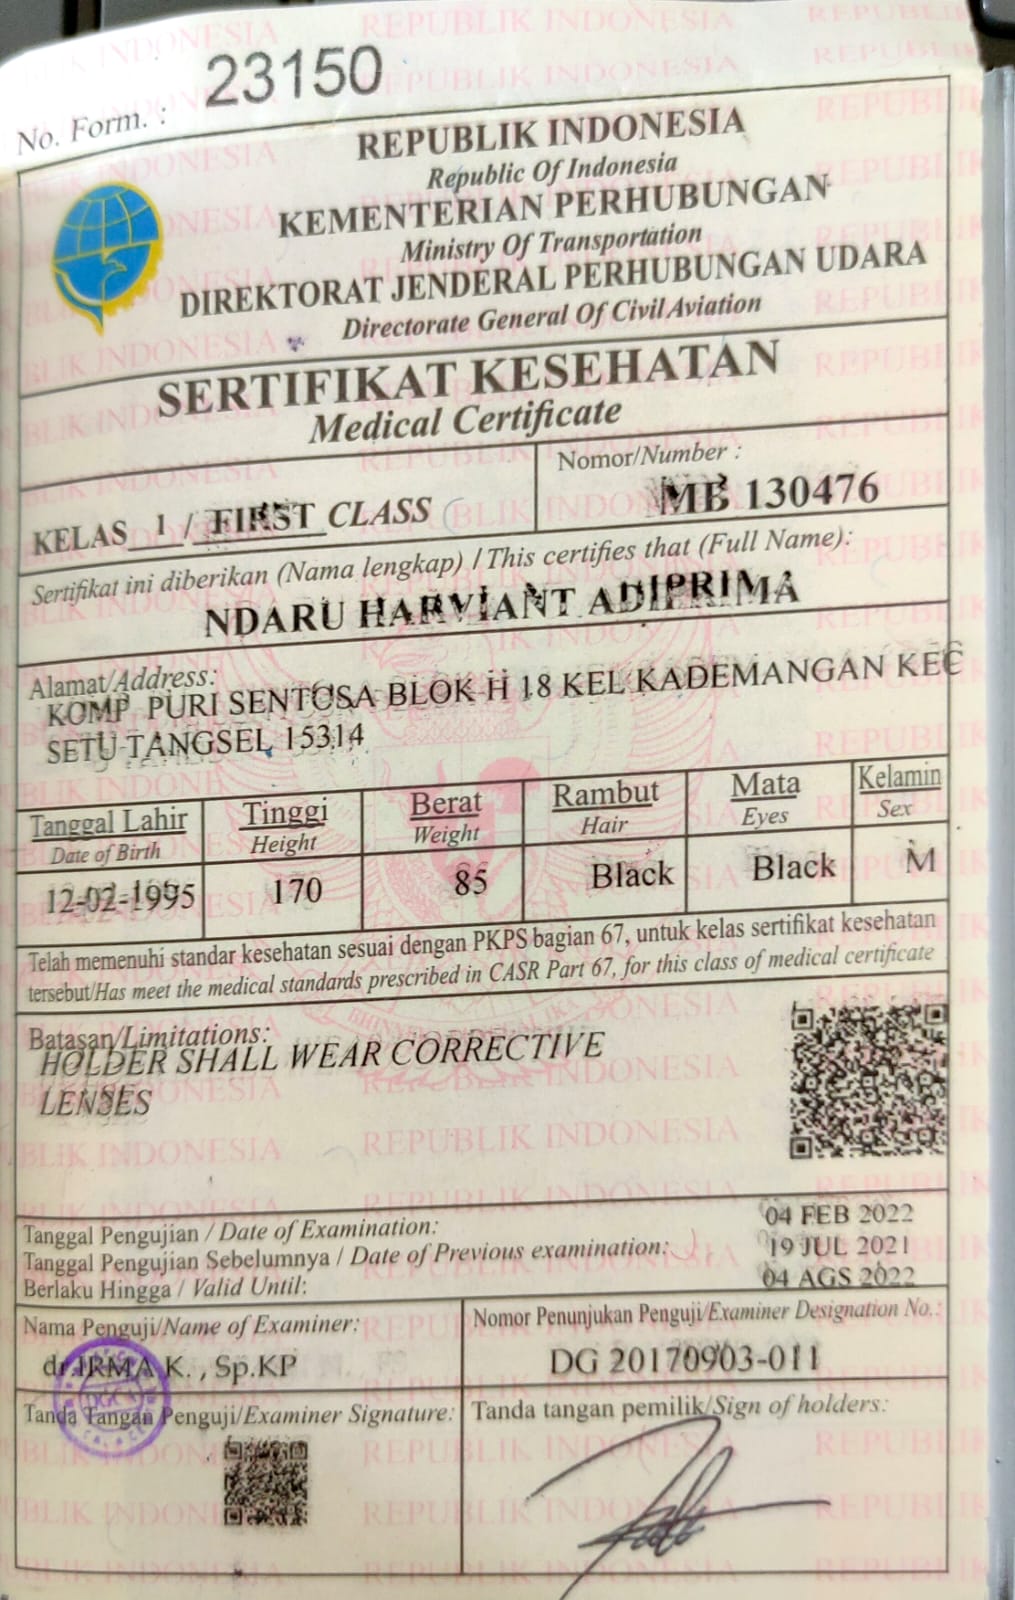 No. Form. : 23150
REPUBLIK INDONESIA
Republic Of Indonesia
KEMENTERIAN PERHUBUNGAN
Ministry Of Transportation
DIREKTORAT JENDERAL PERHUBUNGAN UDARA
Directorate General Of Civil Aviation
SERTIFIKAT KESEHATAN
Medical Certificate
KELAS 1 / FIRST CLASS
Nomor/Number :
MB 130476
Sertifikat ini diberikan (Nama lengkap) / This certifies that (Full Name):
NDARU HARVIANT ADIPRIMA
Alamat/Address:
KOMP PURI SENTOSA BLOK H 18 KEL KADEMANGAN KEC
SETU TANGSEL 15314
Tanggal Lahir Tinggi Berat Rambut Mata Kelamin
Date of Birth Height Weight Hair Eyes Sex
12-02-1995 170 85 Black Black M
Telah memenuhi standar kesehatan sesuai dengan PKPS bagian 67, untuk kelas sertifikat kesehatan
tersebut/Has meet the medical standards prescribed in CASR Part 67, for this class of medical certificate
Batasan/Limitations:
HOLDER SHALL WEAR CORRECTIVE
LENSES
Tanggal Pengujian / Date of Examination: 04 FEB 2022
Tanggal Pengujian Sebelumnya / Date of Previous examination: 19 JUL 2021
Berlaku Hingga / Valid Until: 04 AGS 2022
Nama Penguji/Name of Examiner:
dr.IRMA K. , Sp.KP
Nomor Penunjukan Penguji/Examiner Designation No.:
DG 20170903-011
Tanda Tangan Penguji/Examiner Signature:
Tanda tangan pemilik/Sign of holders: